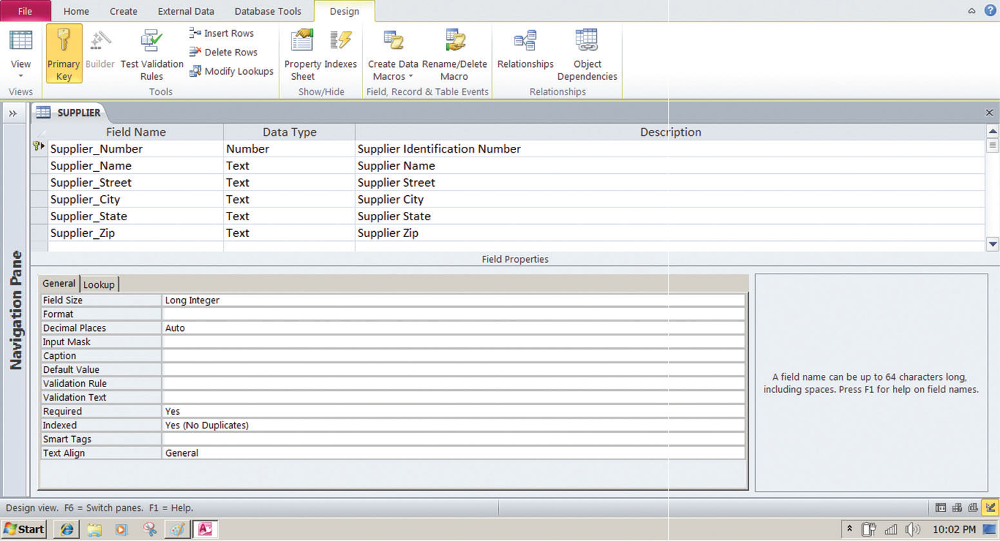 File Home Create External Data Database Tools Design
View
Views
Primary
Key
Builder
Test Validation
Rules
Insert Rows
Delete Rows
Modify Lookups
Tools
Property
Sheet
Indexes
Show/Hide
Create Data
Macros
Rename/Delete
Macro
Field, Record & Table Events
Relationships
Object
Dependencies
Relationships
SUPPLIER
Field Name Data Type Description
Supplier_Number Number Supplier Identification Number
Supplier_Name Text Supplier Name
Supplier_Street Text Supplier Street
Supplier_City Text Supplier City
Supplier_State Text Supplier State
Supplier_Zip Text Supplier Zip
Navigation Pane
Field Properties
General Lookup
Field Size Long Integer
Format
Decimal Places Auto
Input Mask
Caption
Default Value
Validation Rule
Validation Text
Required Yes
Indexed Yes (No Duplicates)
Smart Tags
Text Align General
A field name can be up to 64 characters long,
including spaces. Press F1 for help on field names.
Design view. F6 = Switch panes. F1 = Help.
Start 10:02 PM